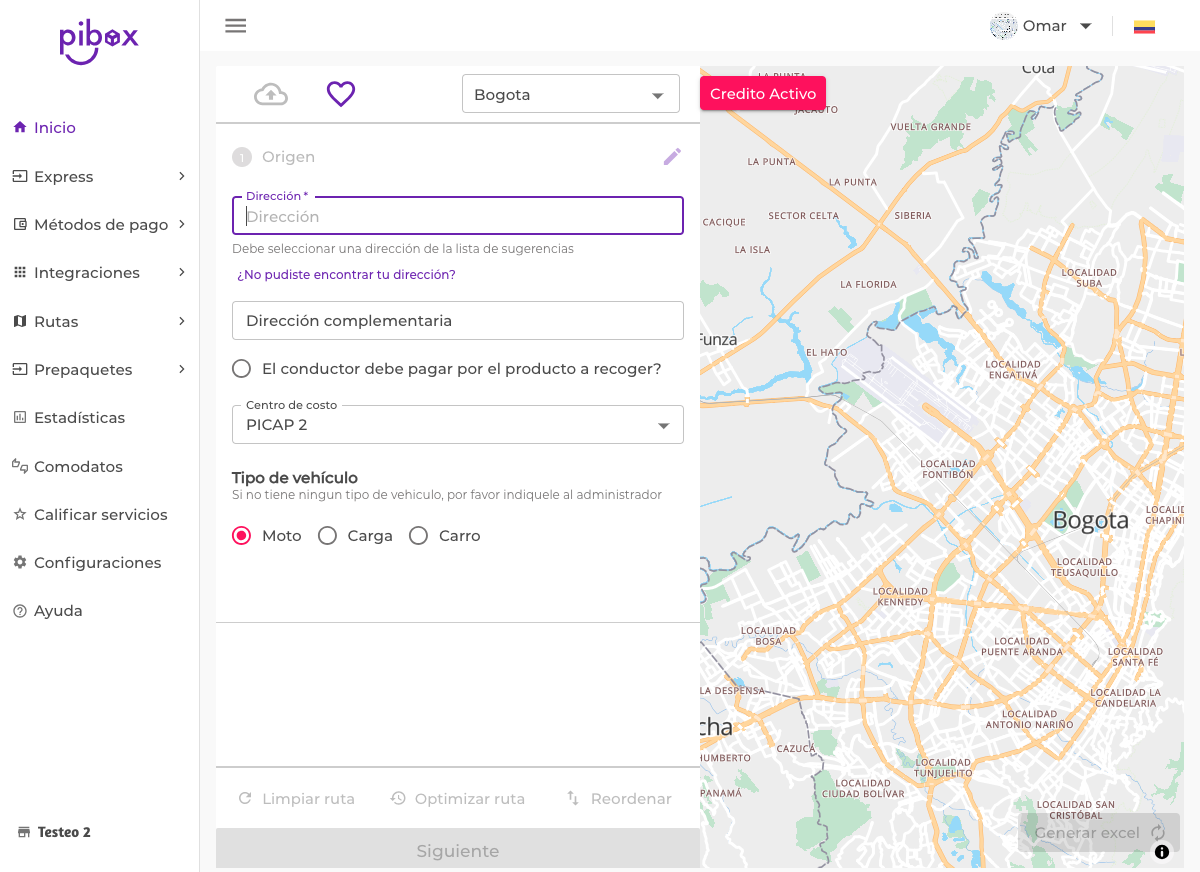 pibox
Omar
Inicio
Express
Métodos de pago
Integraciones
Rutas
Prepaquetes
Estadísticas
Comodatos
Calificar servicios
Configuraciones
Ayuda
Testeo 2
Bogota
1 Origen
Dirección *
Dirección
Debe seleccionar una dirección de la lista de sugerencias
¿No pudiste encontrar tu dirección?
Dirección complementaria
El conductor debe pagar por el producto a recoger?
Centro de costo
PICAP 2
Tipo de vehículo
Si no tiene ningun tipo de vehiculo, por favor indiquele al administrador
Moto
Carga
Carro
Limpiar ruta
Optimizar ruta
Reordenar
Siguiente
Credito Activo
Cota
LA PUNTA
JACALITO
VUELTA GRANDE
LA PUNTA
LA PUNTA
CACIQUE
SECTOR CELTA
SIBERIA
LA ISLA
LOCALIDAD
SUBA
LA FLORIDA
Funza
EL HATO
LOCALIDAD
ENGATIVÁ
LOCALIDAD
FONTIBÓN
Bogota
LOCALIDAD
CHAPINE
LOCALIDAD
TEUSAQUILLO
LOCALIDAD
KENNEDY
LOCALIDAD
BOSA
LOCALIDAD
PUENTE ARANDA
LOCALIDAD
SANTA FÉ
LA DESPENSA
LOCALIDAD LA
CANDELARIA
LOCALIDAD
ANTONIO NARIÑO
cha
CAZUCÁ
HUMBERTO
LOCALIDAD
TUNJUELITO
PANAMÁ
LOCALIDAD
CIUDAD BOLÍVAR
LOCALIDAD SAN
CRISTÓBAL
Generar excel